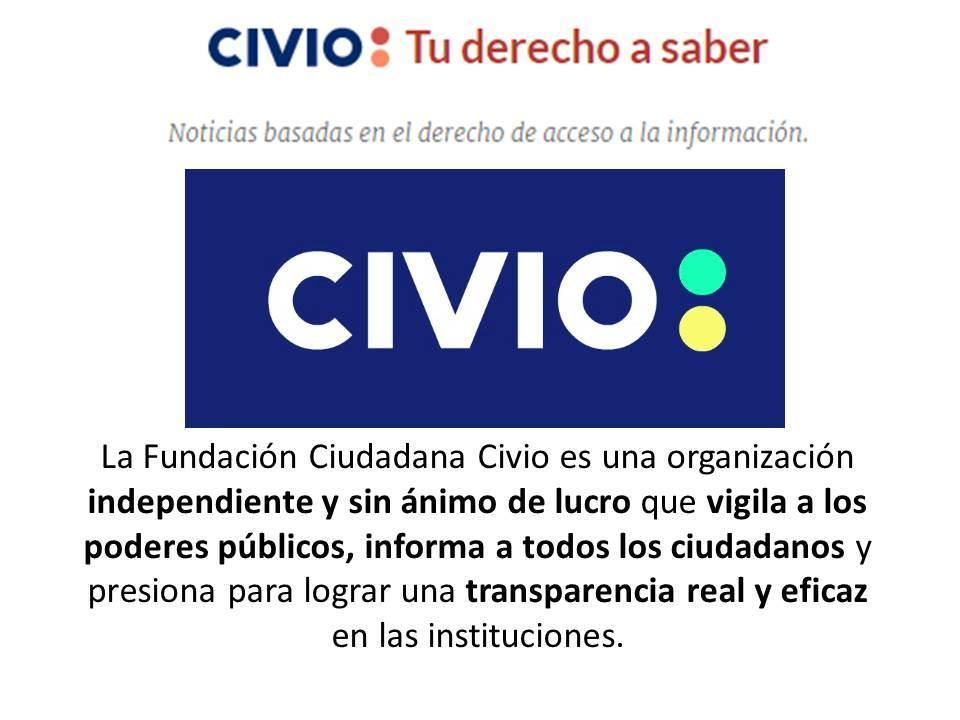 CIVIO: Tu derecho a saber
Noticias basadas en el derecho de acceso a la información.
CIVIO:
La Fundación Ciudadana Civio es una organización
independiente y sin ánimo de lucro que vigila a los
poderes públicos, informa a todos los ciudadanos y
presiona para lograr una transparencia real y eficaz
en las instituciones.